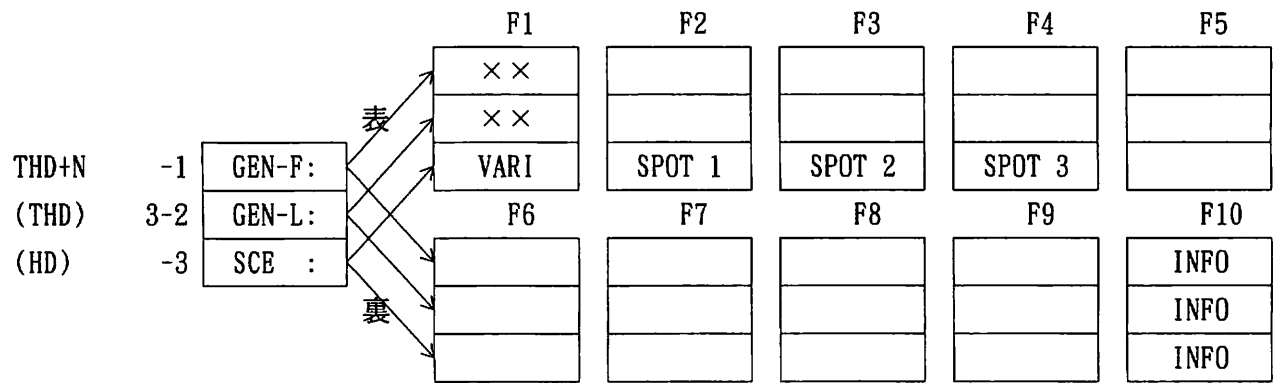 F1 F2 F3 F4 F5
××
表 ××
THD+N -1 GEN-F: VARI SPOT 1 SPOT 2 SPOT 3
(THD) 3-2 GEN-L: F6 F7 F8 F9 F10
(HD) -3 SCE : INFO
裏 INFO
INFO